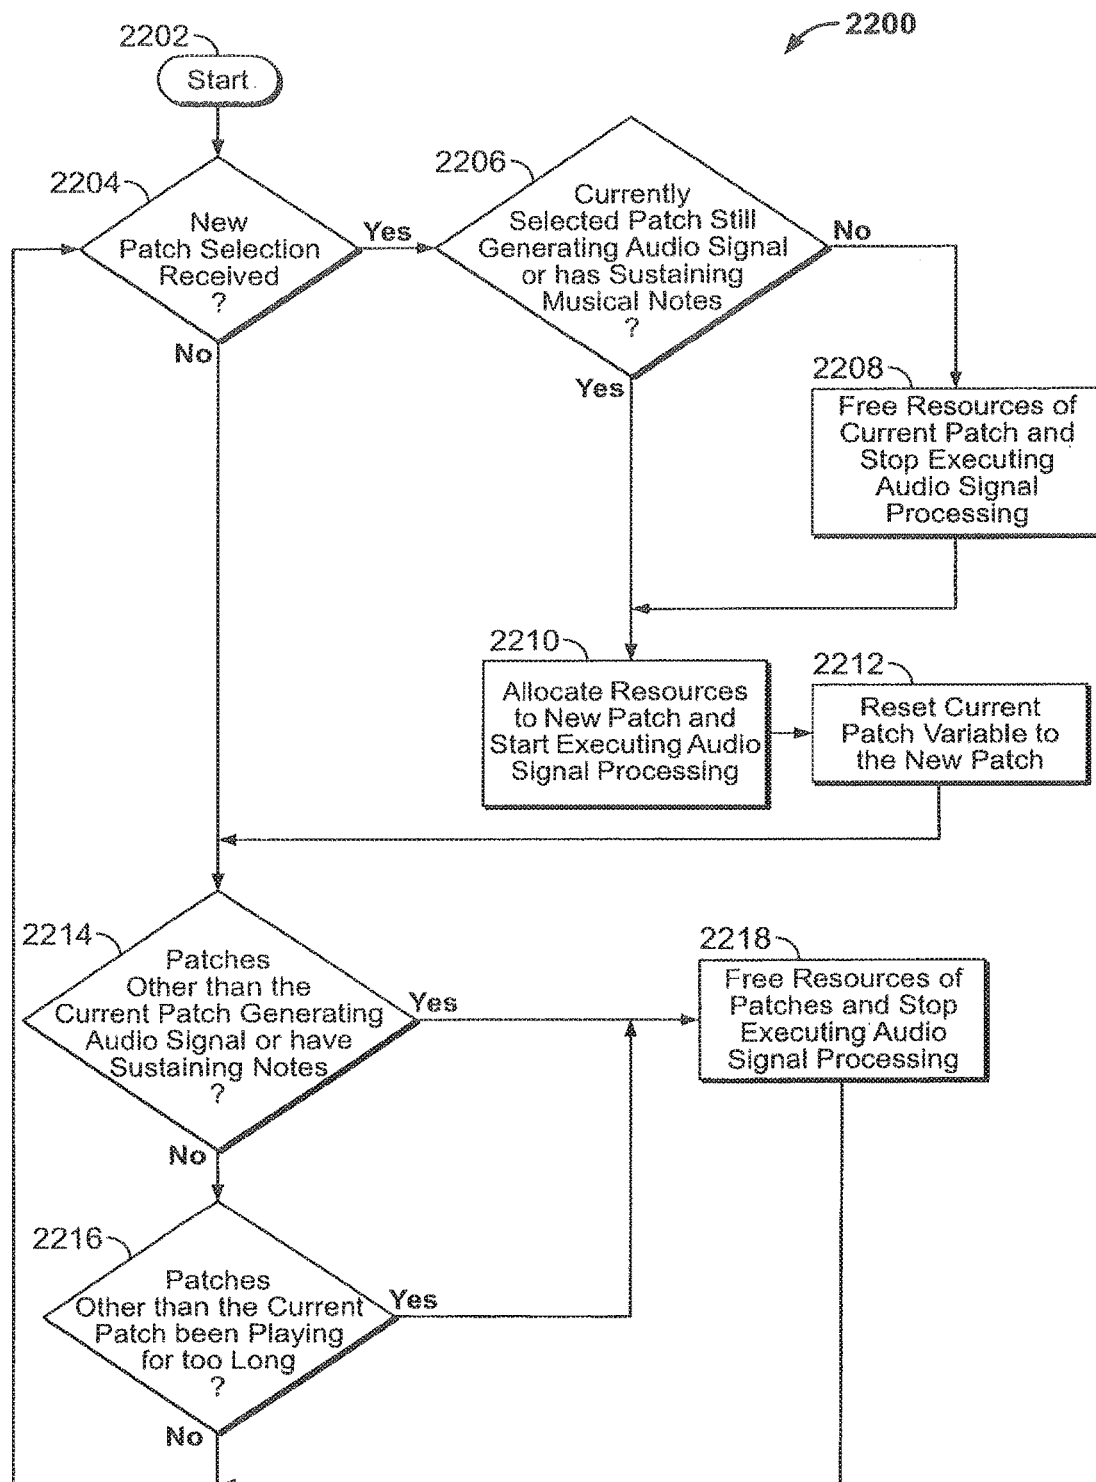 2200
2202
Start
2204
New
Patch Selection
Received
?
Yes
No
2206
Currently
Selected Patch Still
Generating Audio Signal
or has Sustaining
Musical Notes
?
No
Yes
2208
Free Resources of
Current Patch and
Stop Executing
Audio Signal
Processing
2210
Allocate Resources
to New Patch and
Start Executing Audio
Signal Processing
2212
Reset Current
Patch Variable to
the New Patch
2214
Patches
Other than the
Current Patch Generating
Audio Signal or have
Sustaining Notes
?
Yes
No
2218
Free Resources of
Patches and Stop
Executing Audio
Signal Processing
2216
Patches
Other than the Current
Patch been Playing
for too Long
?
Yes
No